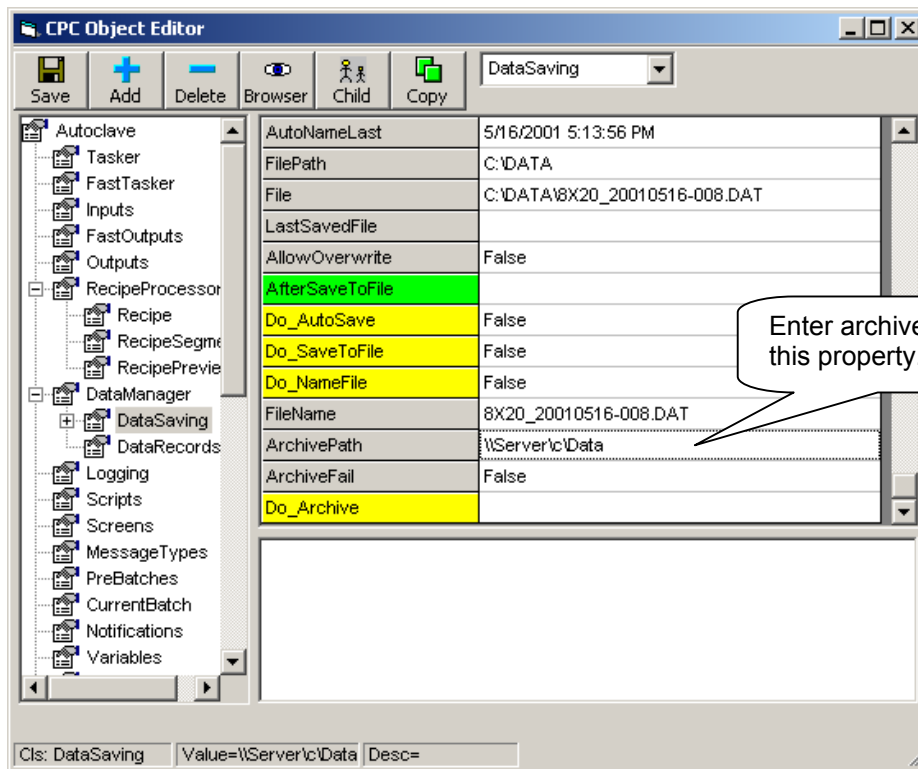 CPC Object Editor
Save Add Delete Browser Child Copy
DataSaving
Autoclave
Tasker
FastTasker
Inputs
FastOutputs
Outputs
RecipeProcessor
Recipe
RecipeSegme
RecipePrevie
DataManager
DataSaving
DataRecords
Logging
Scripts
Screens
MessageTypes
PreBatches
CurrentBatch
Notifications
Variables
AutoNameLast 5/16/2001 5:13:56 PM
FilePath C:\DATA
File C:\DATA\8X20_20010516-008.DAT
LastSavedFile
AllowOverwrite False
AfterSaveToFile
Do_AutoSave False
Do_SaveToFile False
Do_NameFile False
FileName 8X20_20010516-008.DAT
ArchivePath \\Server\c\Data
ArchiveFail False
Do_Archive
Enter archive
this property.
Cls: DataSaving Value=\\Server\c\Data Desc=